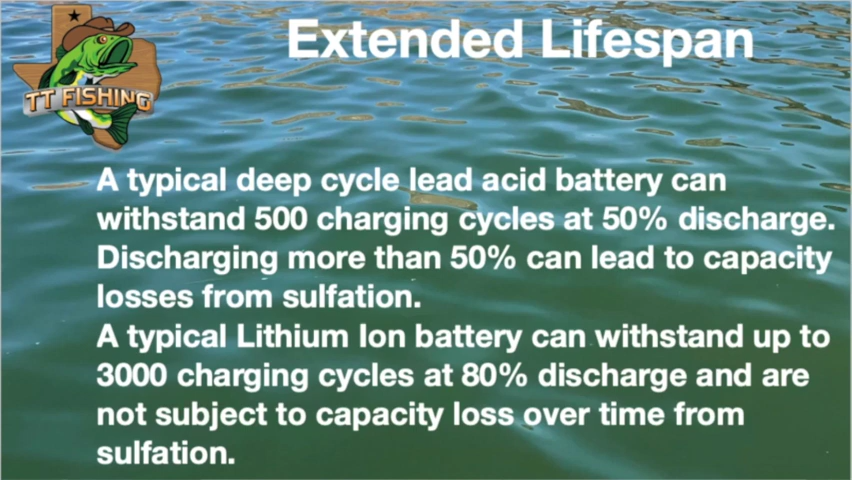 Extended Lifespan
TT FISHING
A typical deep cycle lead acid battery can
withstand 500 charging cycles at 50% discharge.
Discharging more than 50% can lead to capacity
losses from sulfation.
A typical Lithium Ion battery can withstand up to
3000 charging cycles at 80% discharge and are
not subject to capacity loss over time from
sulfation.